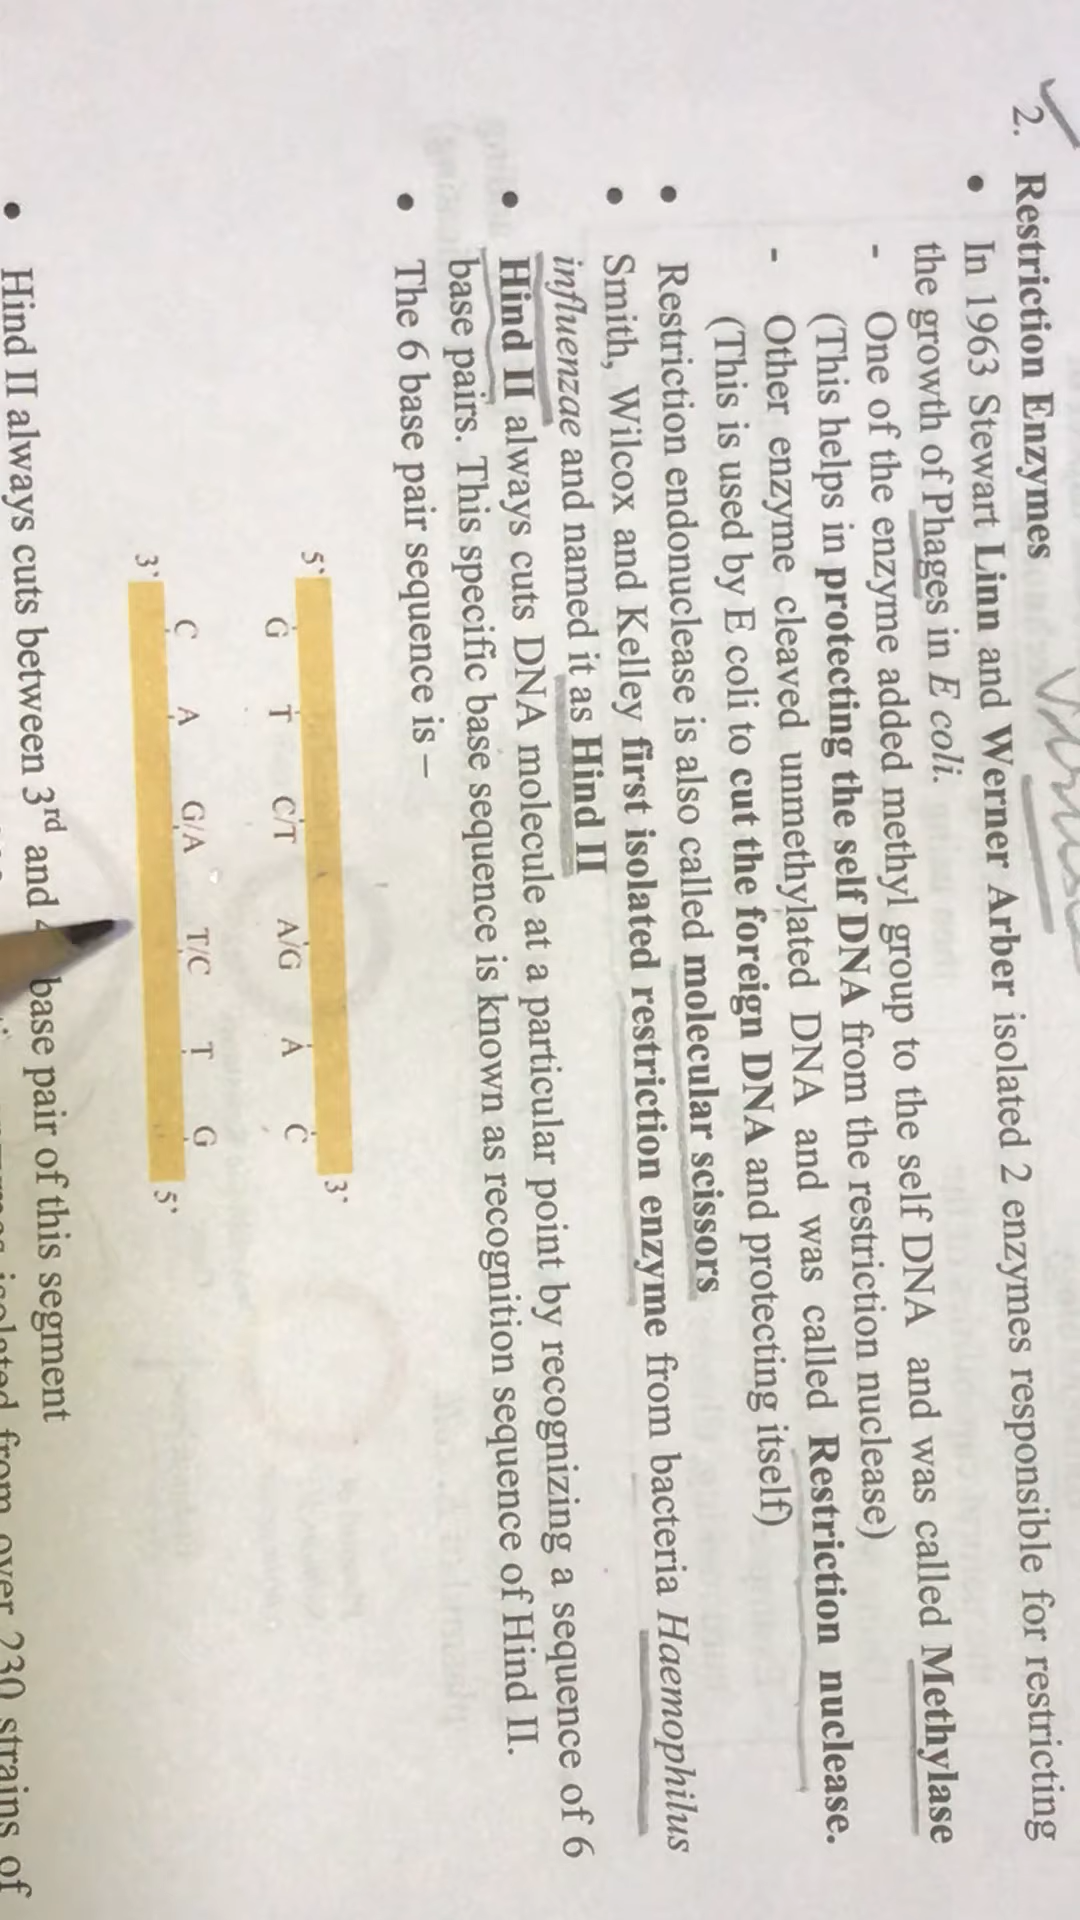 2. Restriction Enzymes
• In 1963 Stewart Linn and Werner Arber isolated 2 enzymes responsible for restricting
the growth of Phages in E coli.
- One of the enzyme added methyl group to the self DNA and was called Methylase
(This helps in protecting the self DNA from the restriction nuclease)
- Other enzyme cleaved unmethylated DNA and was called Restriction nuclease.
(This is used by E coli to cut the foreign DNA and protecting itself)
• Restriction endonuclease is also called molecular scissors
• Smith, Wilcox and Kelley first isolated restriction enzyme from bacteria Haemophilus
influenzae and named it as Hind II
• Hind II always cuts DNA molecule at a particular point by recognizing a sequence of 6
base pairs. This specific base sequence is known as recognition sequence of Hind II.
• The 6 base pair sequence is –
5' 3'
G T C/T A/G A C
C A G/A T/C T G
3' 5'
• Hind II always cuts between 3rd and base pair of this segment
isolated from over 230 strains of